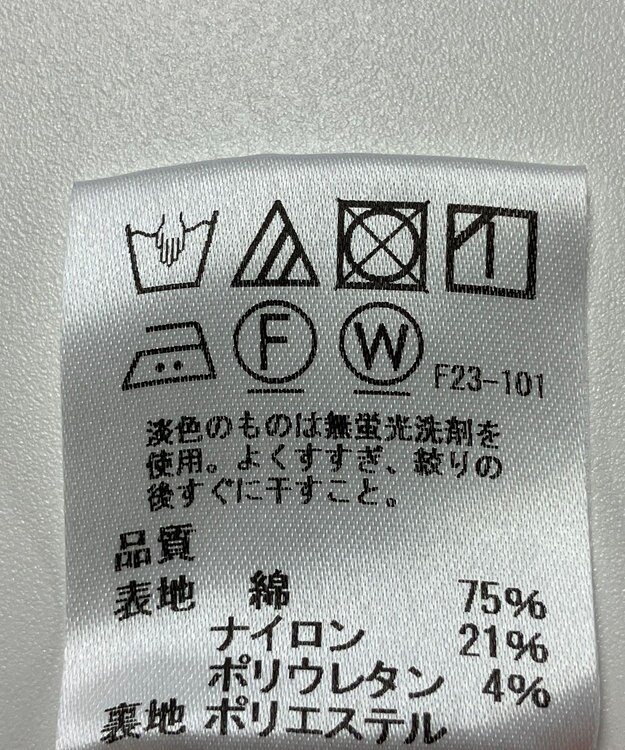 F W F23-101
淡色のものは無蛍光洗剤を
使用。よくすすぎ、絞りの
後すぐに干すこと。
品質
表地 綿 75%
ナイロン 21%
ポリウレタン 4%
裏地 ポリエステル